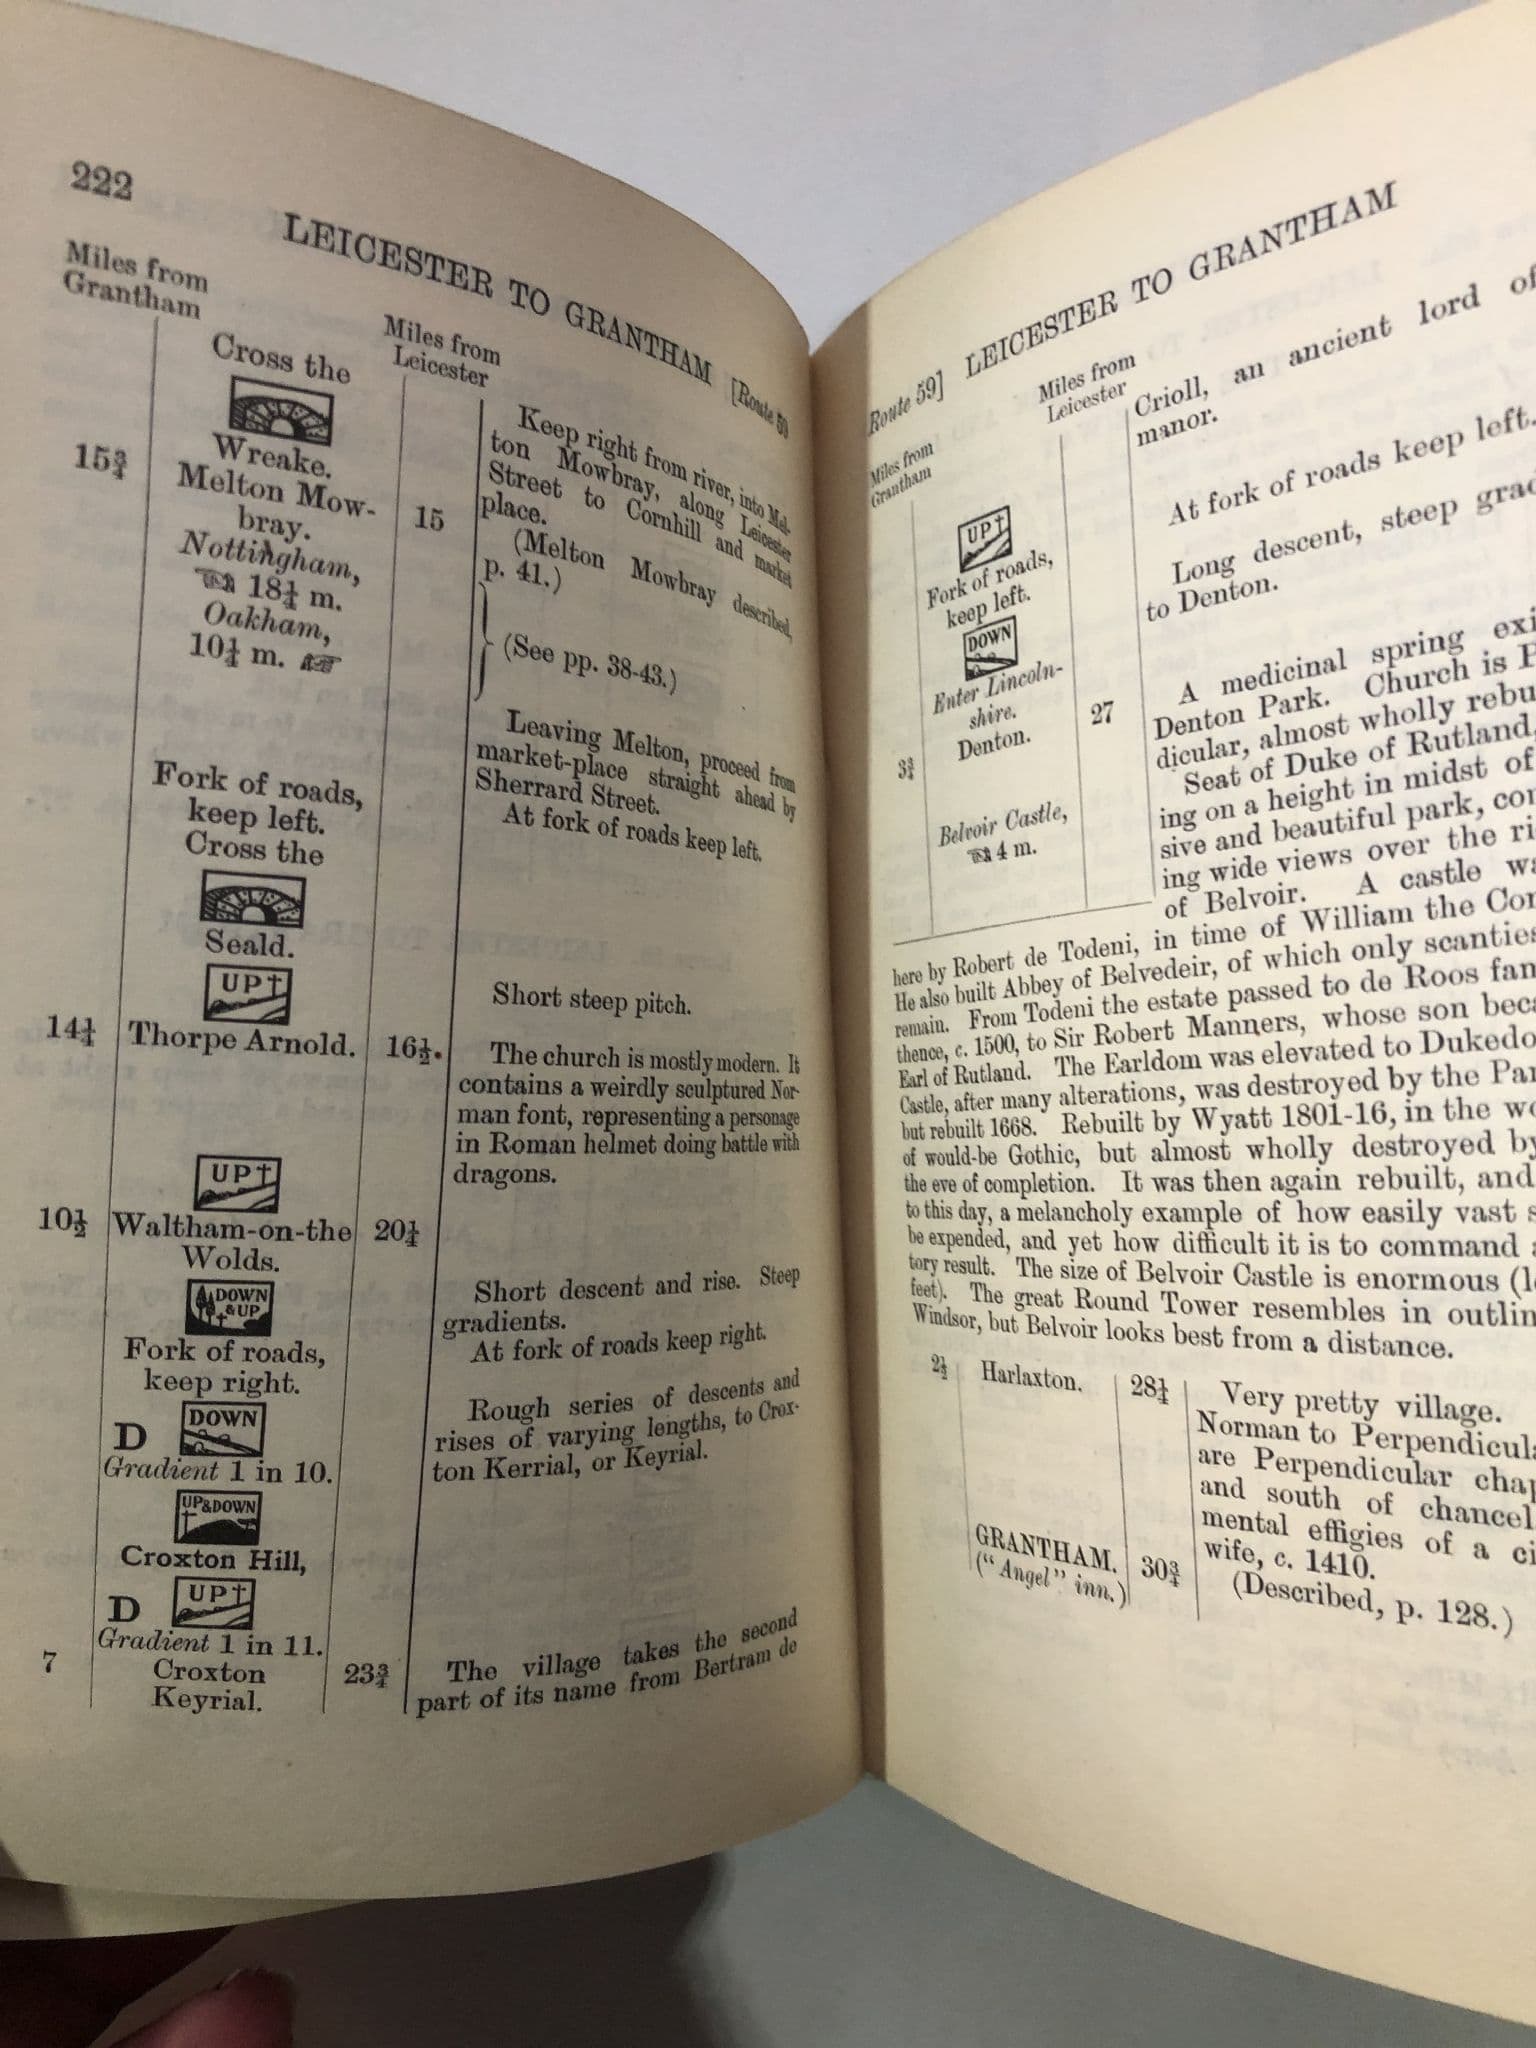 222
LEICESTER TO GRANTHAM
[Route 59
Miles from
Grantham
Miles from
Leicester
Cross the
Wreake.
15¾
Melton Mow-
bray.
15
Nottingham,
18¼ m.
Oakham,
10¼ m.
Keep right from river, into Mel-
ton Mowbray, along Leicester
Street to Cornhill and market
place.
(Melton Mowbray described,
p. 41.)
(See pp. 38-43.)
Leaving Melton, proceed from
market-place straight ahead by
Sherrard Street.
Fork of roads,
keep left.
At fork of roads keep left.
Cross the
Seald.
UP
Short steep pitch.
14¼ Thorpe Arnold. 16½.
The church is mostly modern. It
contains a weirdly sculptured Nor-
man font, representing a personage
in Roman helmet doing battle with
dragons.
UP
10½ Waltham-on-the 20¼
Wolds.
DOWN
& UP
Short descent and rise. Steep
gradients.
Fork of roads,
keep right.
At fork of roads keep right.
D DOWN
Gradient 1 in 10.
Rough series of descents and
rises of varying lengths, to Crox-
ton Kerrial, or Keyrial.
UP & DOWN
Croxton Hill,
D UP
Gradient 1 in 11.
7 Croxton 23¾
Keyrial.
The village takes the second
part of its name from Bertram de
Route 59]
LEICESTER TO GRANTHAM
Miles from
Grantham
Miles from
Leicester
Crioll, an ancient lord of
manor.
UP
Fork of roads,
keep left.
At fork of roads keep left.
DOWN
Long descent, steep
to Denton.
Enter Lincoln-
shire.
3¾ Denton. 27
A medicinal spring
Denton Park. Church is
dicular, almost wholly
Belvoir Castle,
4 m.
Seat of Duke of Rutland,
ing on a height in midst of
sive and beautiful park,
ing wide views over the
of Belvoir. A castle
here by Robert de Todeni, in time of William the
He also built Abbey of Belvedeir, of which only
remain. From Todeni the estate passed to de Roos
thence, c. 1500, to Sir Robert Manners, whose son
Earl of Rutland. The Earldom was elevated to
Castle, after many alterations, was destroyed by the
but rebuilt 1668. Rebuilt by Wyatt 1801-16, in the
of would-be Gothic, but almost wholly destroyed by
the eve of completion. It was then again rebuilt, and
to this day, a melancholy example of how easily vast
be expended, and yet how difficult it is to command
tory result. The size of Belvoir Castle is enormous
feet). The great Round Tower resembles in
Windsor, but Belvoir looks best from a distance.
2½ Harlaxton. 28¼
Very pretty village.
Norman to
are Perpendicular
and south of chancel
mental effigies of a
wife, c. 1410.
GRANTHAM. 30¾
("Angel" inn.)
(Described, p. 128.)